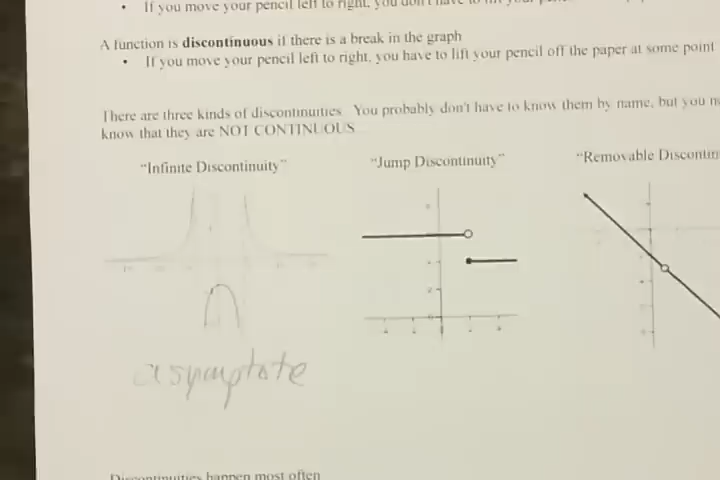 • If you move your pencil left to right, you don't have to lift your
A function is discontinuous if there is a break in the graph
• If you move your pencil left to right, you have to lift your pencil off the paper at some point
There are three kinds of discontinuities. You probably don't have to know them by name, but you
know that they are NOT CONTINUOUS
"Infinite Discontinuity"
"Jump Discontinuity"
"Removable Discontin
asymptote
Discontinuities happen most often